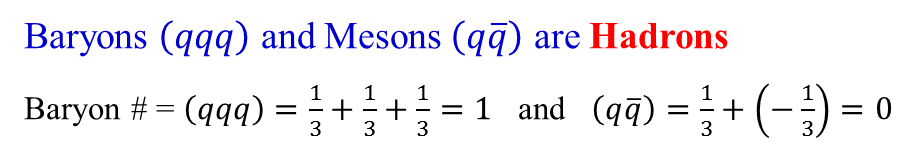 Baryons (𝑞𝑞𝑞) and Mesons (𝑞𝑞̅) are Hadrons
Baryon # = (𝑞𝑞𝑞) = 1/3 + 1/3 + 1/3 = 1 and (𝑞𝑞̅) = 1/3 + (−1/3) = 0